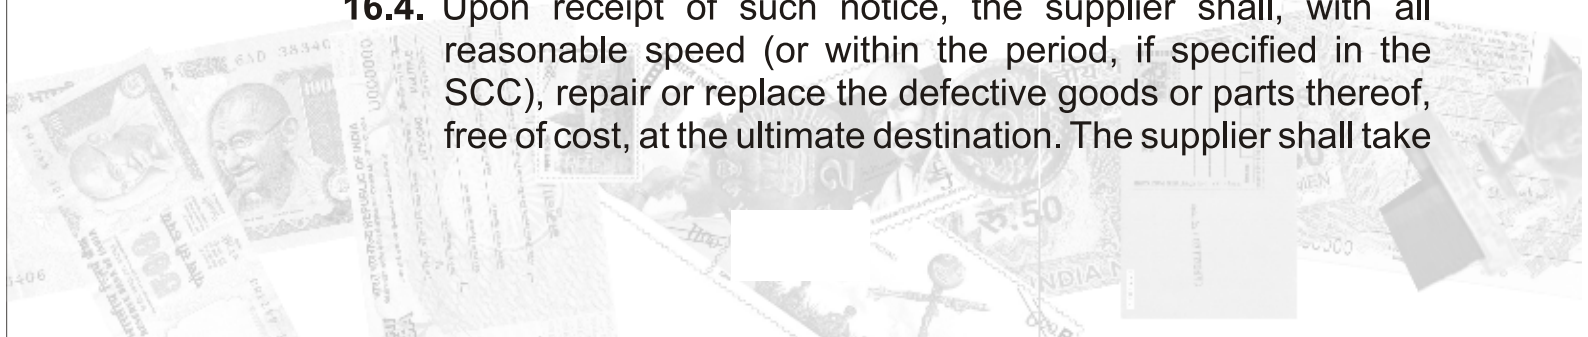 16.4. Upon receipt of such notice, the supplier shall, with all
reasonable speed (or within the period, if specified in the
SCC), repair or replace the defective goods or parts thereof,
free of cost, at the ultimate destination. The supplier shall take